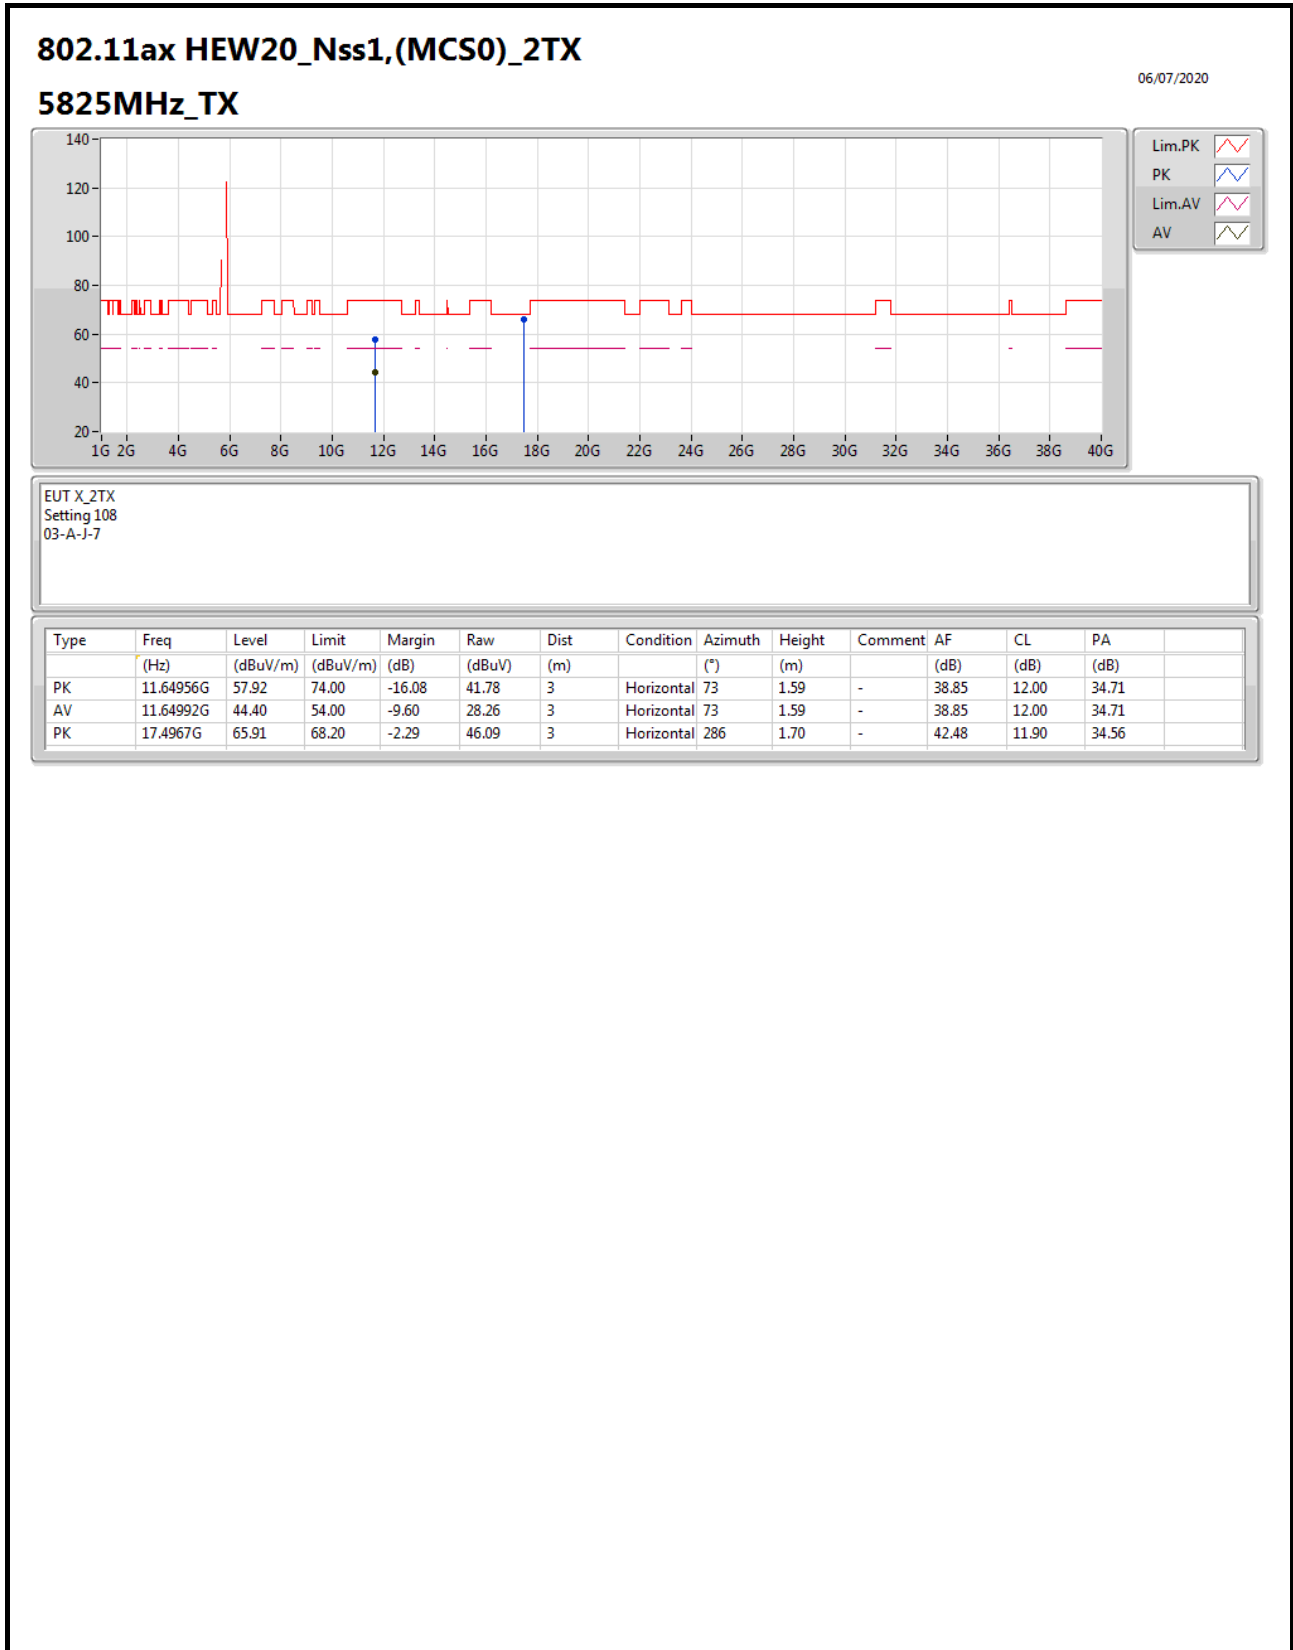 802.11ax HEW20_Nss1,(MCS0)_2TX
06/07/2020
5825MHz_TX
140
120
100
80
60
40
20
1G 2G 4G 6G 8G 10G 12G 14G 16G 18G 20G 22G 24G 26G 28G 30G 32G 34G 36G 38G 40G
Lim.PK
PK
Lim.AV
AV
EUT X_2TX
Setting 108
03-A-J-7
Type Freq Level Limit Margin Raw Dist Condition Azimuth Height Comment AF CL PA
(Hz) (dBuV/m) (dBuV/m) (dB) (dBuV) (m) (°) (m) (dB) (dB) (dB)
PK 11.64956G 57.92 74.00 -16.08 41.78 3 Horizontal 73 1.59 - 38.85 12.00 34.71
AV 11.64992G 44.40 54.00 -9.60 28.26 3 Horizontal 73 1.59 - 38.85 12.00 34.71
PK 17.4967G 65.91 68.20 -2.29 46.09 3 Horizontal 286 1.70 - 42.48 11.90 34.56